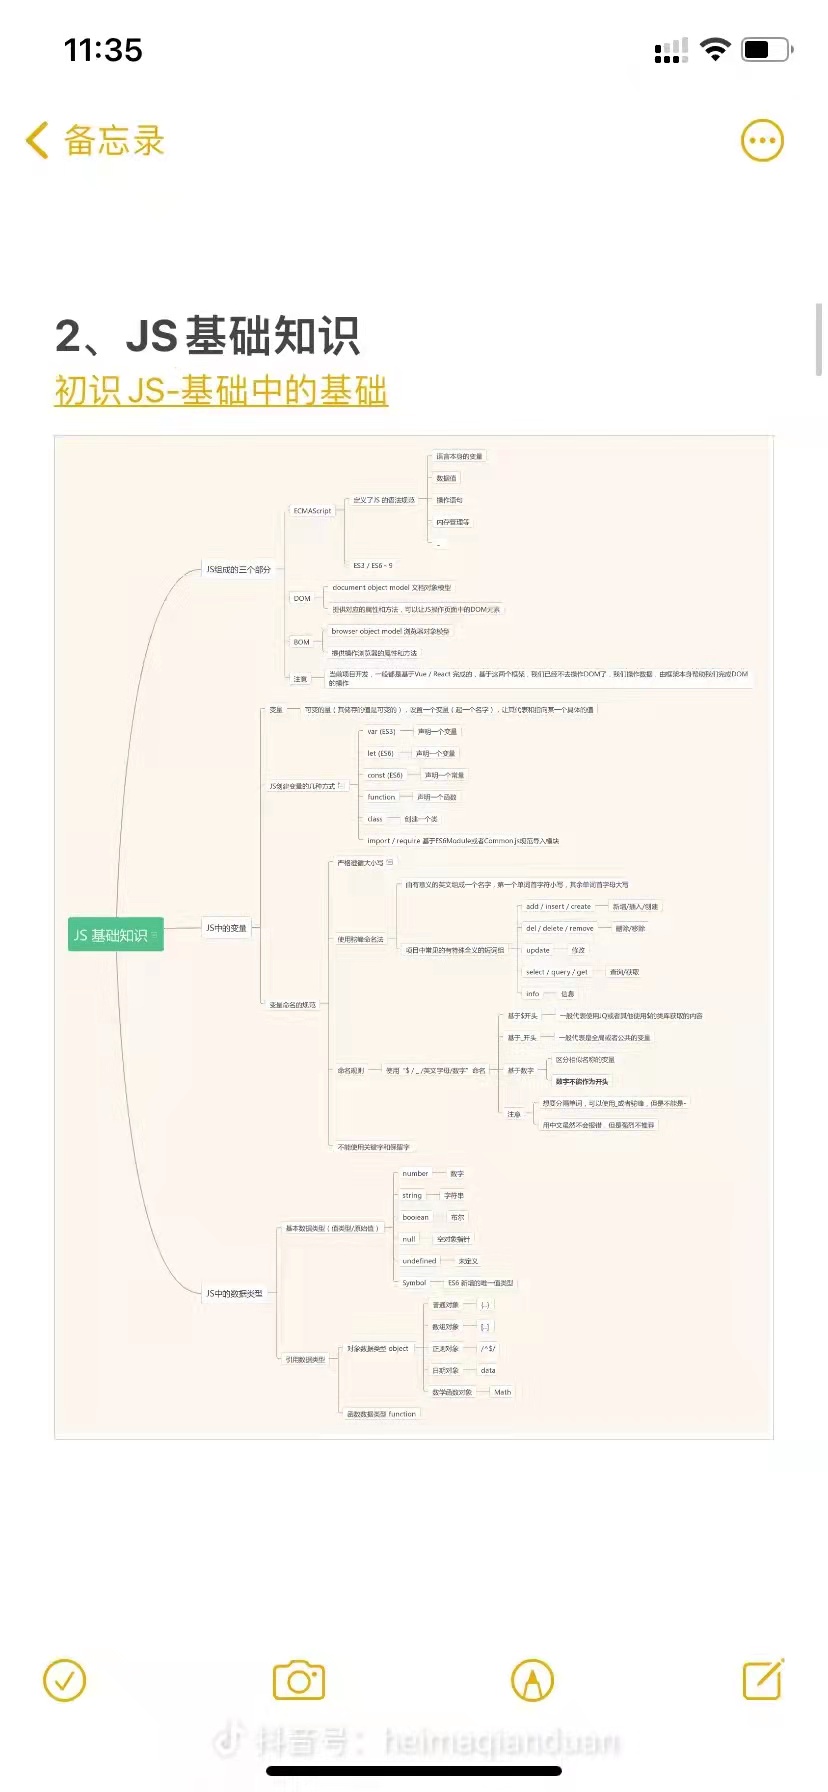 11:35
备忘录
2、JS基础知识
初识 JS-基础中的基础
语言本身的变量
数据值
定义了JS 的语法规范
操作语句
ECMAScript
内存管理等
..
ES3 / ES6 - 9
JS组成的三个部分
document object model 文档对象模型
DOM
提供对应的属性和方法，可以让JS操作页面中的DOM元素
browser object model 浏览器对象模型
BOM
提供操作浏览器的属性和方法
注意
当前项目开发，一般都是基于Vue / React 完成的，基于这两个框架，我们已经不去操作DOM了，我们操作数据，由框架本身帮助我们完成DOM
的操作
变量
可变的量（其储存的值是可变的），设置一个变量（起一个名字），让其代表和指向某一个具体的值
var (ES3) 声明一个变量
let (ES6) 声明一个变量
const (ES6) 声明一个常量
JS创建变量的几种方式
function 声明一个函数
class 创建一个类
import / require 基于ES6Module或者Commonjs规范导入模块
严格遵循大小写
由有意义的英文组成一个名字，第一个单词首字符小写，其余单词首字母大写
add / insert / create 新增/插入/创建
del / delete / remove 删除/移除
JS 基础知识
JS中的变量
使用驼峰命名法
项目中常见的有特殊含义的短词组
update 修改
select / query / get 查询/获取
info 信息
变量命名的规范
基于$开头 一般代表使用JQ或者其他使用$的类库获取的内容
基于_开头 一般代表是全局或者公共的变量
区分相似名称的变量
命名规则
使用“$ / _ /英文字母/数字” 命名
基于数字
数字不能作为开头
想要分隔单词，可以使用_或者驼峰，但是不能是-
注意
用中文虽然不会报错，但是强烈不推荐
不能使用关键字和保留字
number 数字
string 字符串
boolean 布尔
基本数据类型（值类型/原始值）
null 空对象指针
undefined 未定义
Symbol ES6 新增的唯一值类型
JS中的数据类型
普通对象 {..}
数组对象 [..]
对象数据类型 object
正则对象 /^$/
引用数据类型
日期对象 data
数学函数对象 Math
函数数据类型 function
抖音号：heimaqianduan